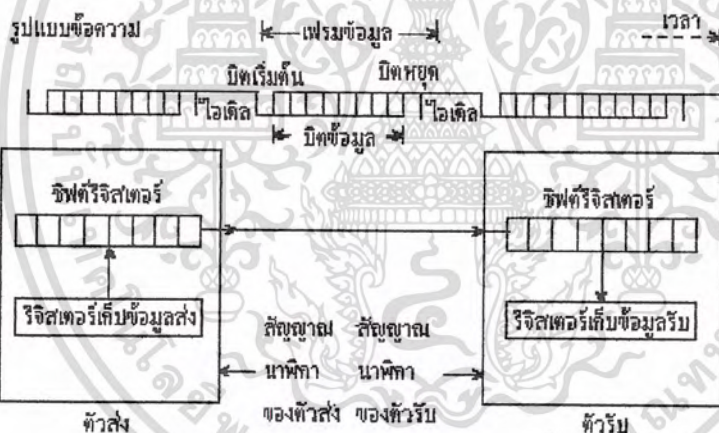 รูปแบบข้อความ
เฟรมข้อมูล
เวลา
บิตเริ่มต้น
บิตหยุด
ไอเดิล
ไอเดิล
บิตข้อมูล
ชิฟต์รีจิสเตอร์
ชิฟต์รีจิสเตอร์
รีจิสเตอร์เก็บข้อมูลส่ง
รีจิสเตอร์เก็บข้อมูลรับ
สัญญาณ สัญญาณ
นาฬิกา นาฬิกา
ของตัวส่ง ของตัวรับ
ตัวส่ง
ตัวรับ